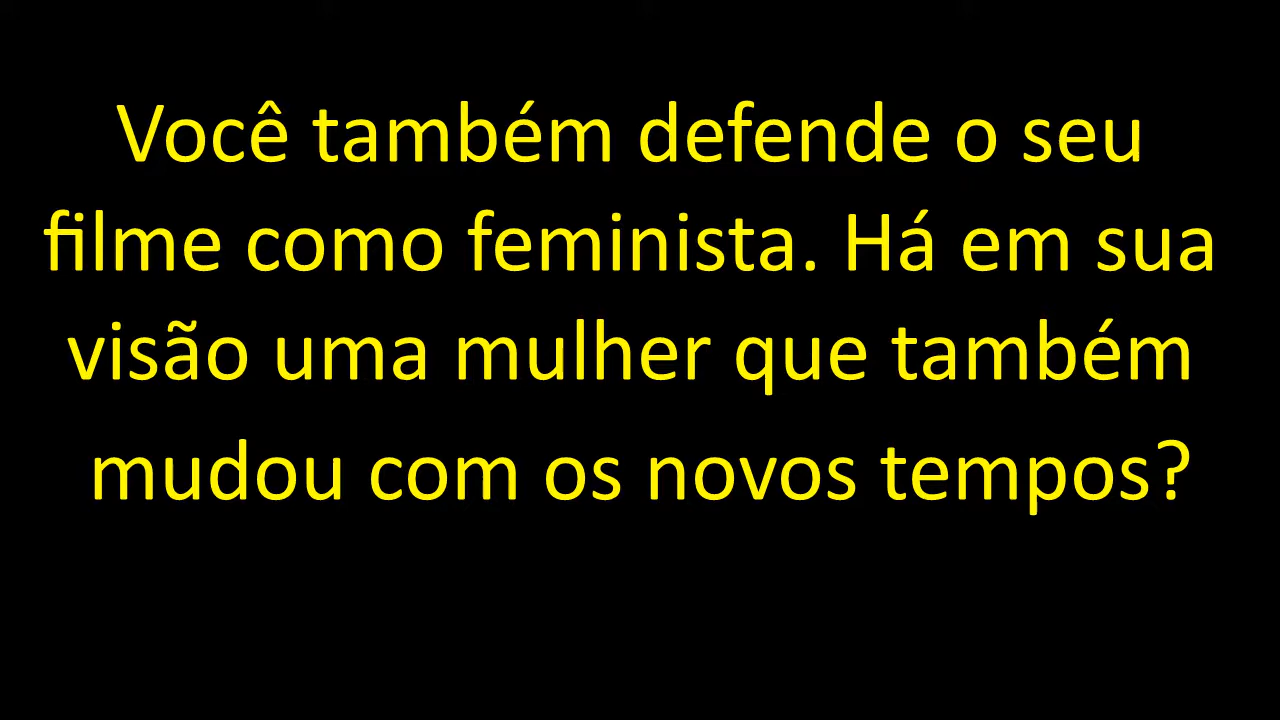 Você também defende o seu
filme como feminista. Há em sua
visão uma mulher que também
mudou com os novos tempos?